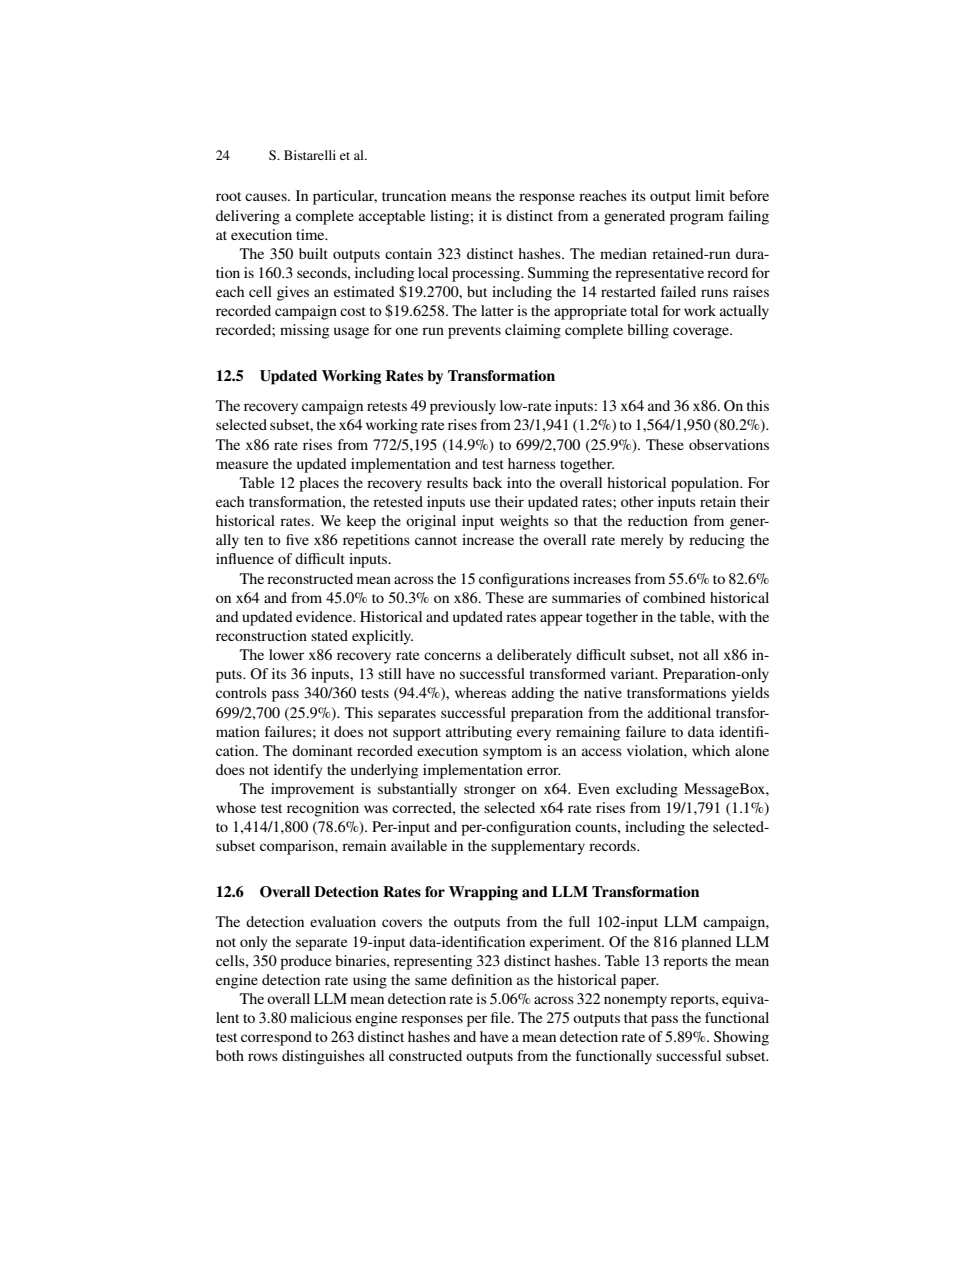 24 S. Bistarelli et al.
root causes. In particular, truncation means the response reaches its output limit before
delivering a complete acceptable listing; it is distinct from a generated program failing
at execution time.
The 350 built outputs contain 323 distinct hashes. The median retained-run dura-
tion is 160.3 seconds, including local processing. Summing the representative record for
each cell gives an estimated $19.2700, but including the 14 restarted failed runs raises
recorded campaign cost to $19.6258. The latter is the appropriate total for work actually
recorded; missing usage for one run prevents claiming complete billing coverage.
12.5 Updated Working Rates by Transformation
The recovery campaign retests 49 previously low-rate inputs: 13 x64 and 36 x86. On this
selected subset, the x64 working rate rises from 23/1,941 (1.2%) to 1,564/1,950 (80.2%).
The x86 rate rises from 772/5,195 (14.9%) to 699/2,700 (25.9%). These observations
measure the updated implementation and test harness together.
Table 12 places the recovery results back into the overall historical population. For
each transformation, the retested inputs use their updated rates; other inputs retain their
historical rates. We keep the original input weights so that the reduction from gener-
ally ten to five x86 repetitions cannot increase the overall rate merely by reducing the
influence of difficult inputs.
The reconstructed mean across the 15 configurations increases from 55.6% to 82.6%
on x64 and from 45.0% to 50.3% on x86. These are summaries of combined historical
and updated evidence. Historical and updated rates appear together in the table, with the
reconstruction stated explicitly.
The lower x86 recovery rate concerns a deliberately difficult subset, not all x86 in-
puts. Of its 36 inputs, 13 still have no successful transformed variant. Preparation-only
controls pass 340/360 tests (94.4%), whereas adding the native transformations yields
699/2,700 (25.9%). This separates successful preparation from the additional transfor-
mation failures; it does not support attributing every remaining failure to data identifi-
cation. The dominant recorded execution symptom is an access violation, which alone
does not identify the underlying implementation error.
The improvement is substantially stronger on x64. Even excluding MessageBox,
whose test recognition was corrected, the selected x64 rate rises from 19/1,791 (1.1%)
to 1,414/1,800 (78.6%). Per-input and per-configuration counts, including the selected-
subset comparison, remain available in the supplementary records.
12.6 Overall Detection Rates for Wrapping and LLM Transformation
The detection evaluation covers the outputs from the full 102-input LLM campaign,
not only the separate 19-input data-identification experiment. Of the 816 planned LLM
cells, 350 produce binaries, representing 323 distinct hashes. Table 13 reports the mean
engine detection rate using the same definition as the historical paper.
The overall LLM mean detection rate is 5.06% across 322 nonempty reports, equiva-
lent to 3.80 malicious engine responses per file. The 275 outputs that pass the functional
test correspond to 263 distinct hashes and have a mean detection rate of 5.89%. Showing
both rows distinguishes all constructed outputs from the functionally successful subset.